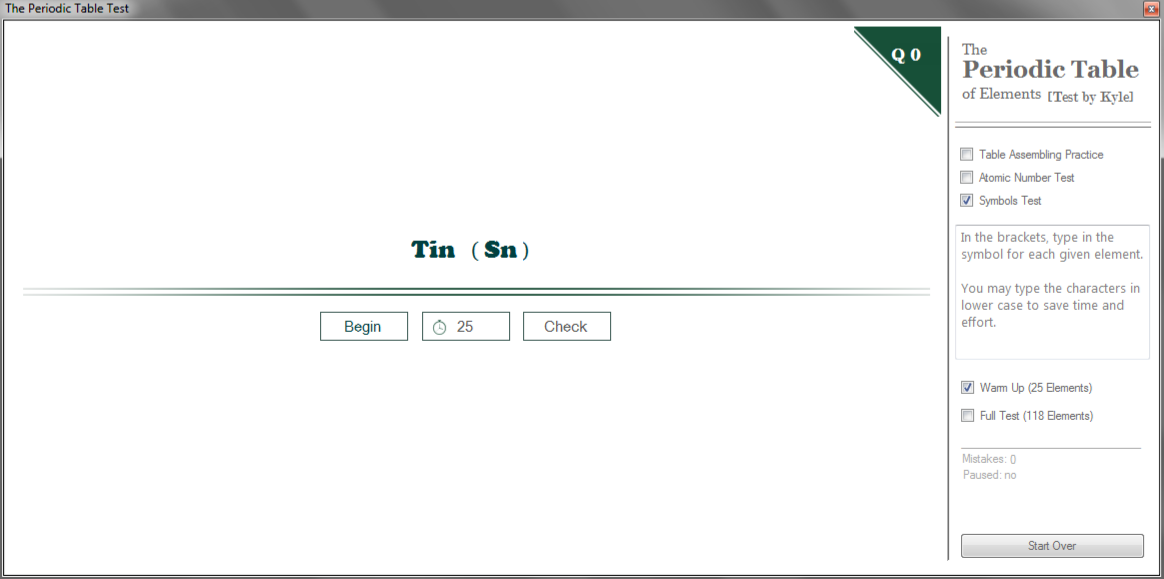 The Periodic Table Test
Q 0
Tin ( Sn )
Begin
25
Check
The
Periodic Table
of Elements [Test by Kyle]
Table Assembling Practice
Atomic Number Test
Symbols Test
In the brackets, type in the
symbol for each given element.
You may type the characters in
lower case to save time and
effort.
Warm Up (25 Elements)
Full Test (118 Elements)
Mistakes: 0
Paused: no
Start Over